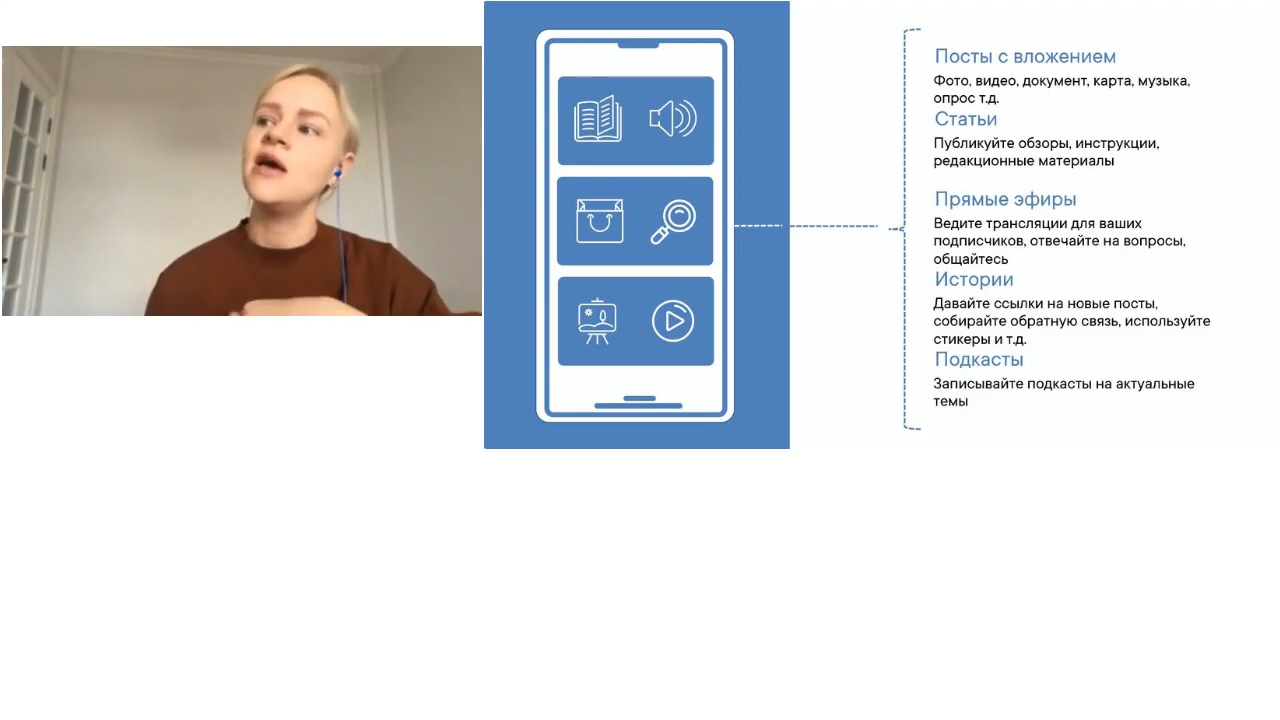 Посты с вложением
Фото, видео, документ, карта, музыка,
опрос т.д.
Статьи
Публикуйте обзоры, инструкции,
редакционные материалы
Прямые эфиры
Ведите трансляции для ваших
подписчиков, отвечайте на вопросы,
общайтесь
Истории
Давайте ссылки на новые посты,
собирайте обратную связь, используйте
стикеры и т.д.
Подкасты
Записывайте подкасты на актуальные
темы